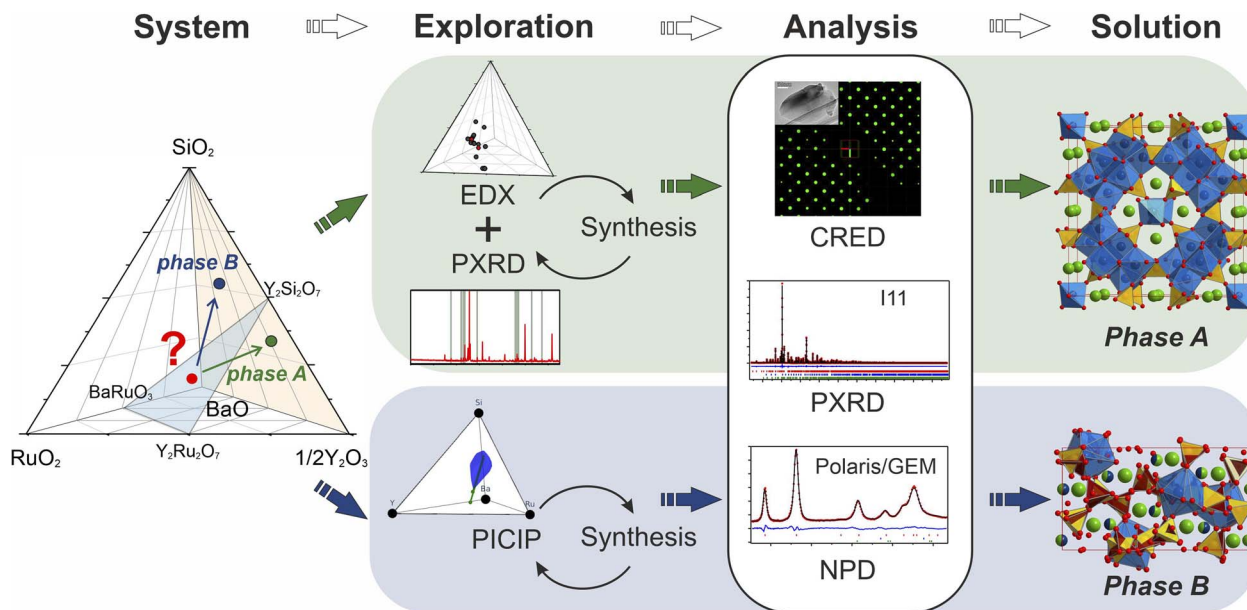 System
Exploration
Analysis
Solution
SiO₂
phase B
Y₂Si₂O₇
?
phase A
BaRuO₃
BaO
RuO₂
Y₂Ru₂O₇
1/2Y₂O₃
EDX
+
PXRD
Synthesis
Si
Y
Ba
Ru
PICIP
Synthesis
CRED
I11
PXRD
Polaris/GEM
NPD
Phase A
Phase B